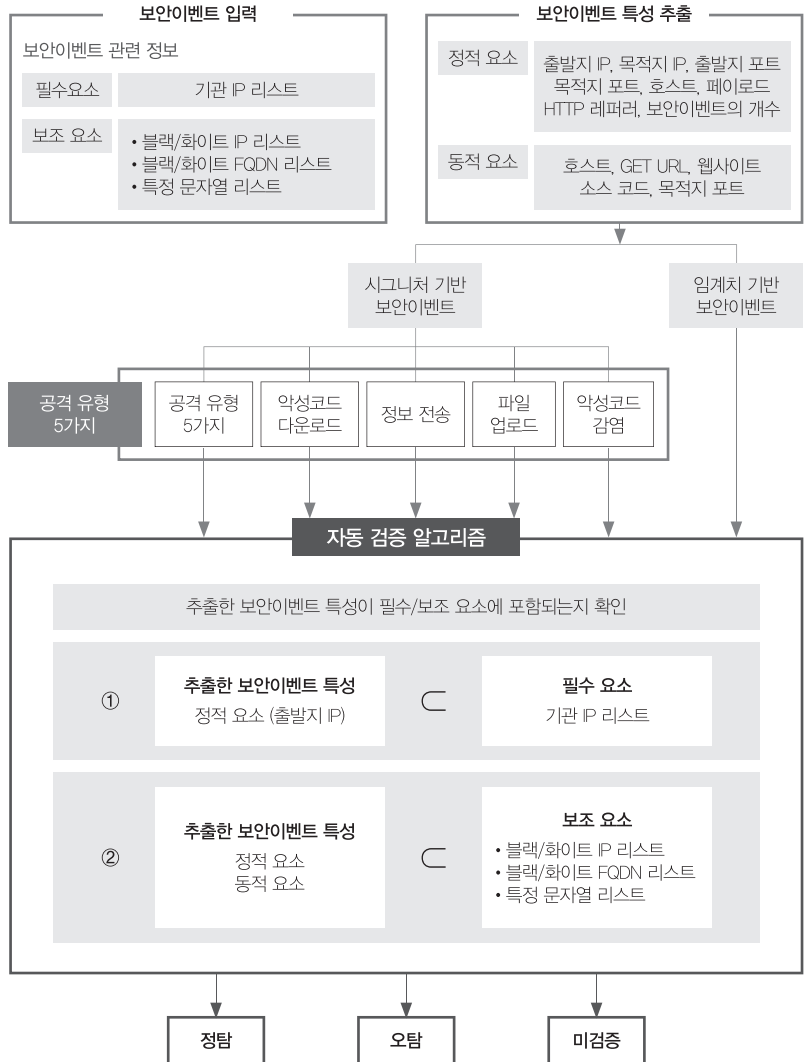 보안이벤트 입력
보안이벤트 관련 정보
필수요소
기관 IP 리스트
보조 요소
• 블랙/화이트 IP 리스트
• 블랙/화이트 FQDN 리스트
• 특정 문자열 리스트
보안이벤트 특성 추출
정적 요소
출발지 IP, 목적지 IP, 출발지 포트
목적지 포트, 호스트, 페이로드
HTTP 레퍼러, 보안이벤트의 개수
동적 요소
호스트, GET URL, 웹사이트
소스 코드, 목적지 포트
시그니처 기반
보안이벤트
임계치 기반
보안이벤트
공격 유형
5가지
공격 유형
5가지
악성코드
다운로드
정보 전송
파일
업로드
악성코드
감염
자동 검증 알고리즘
추출한 보안이벤트 특성이 필수/보조 요소에 포함되는지 확인
①
추출한 보안이벤트 특성
정적 요소 (출발지 IP)
⊂
필수 요소
기관 IP 리스트
②
추출한 보안이벤트 특성
정적 요소
동적 요소
⊂
보조 요소
• 블랙/화이트 IP 리스트
• 블랙/화이트 FQDN 리스트
• 특정 문자열 리스트
정탐
오탐
미검증